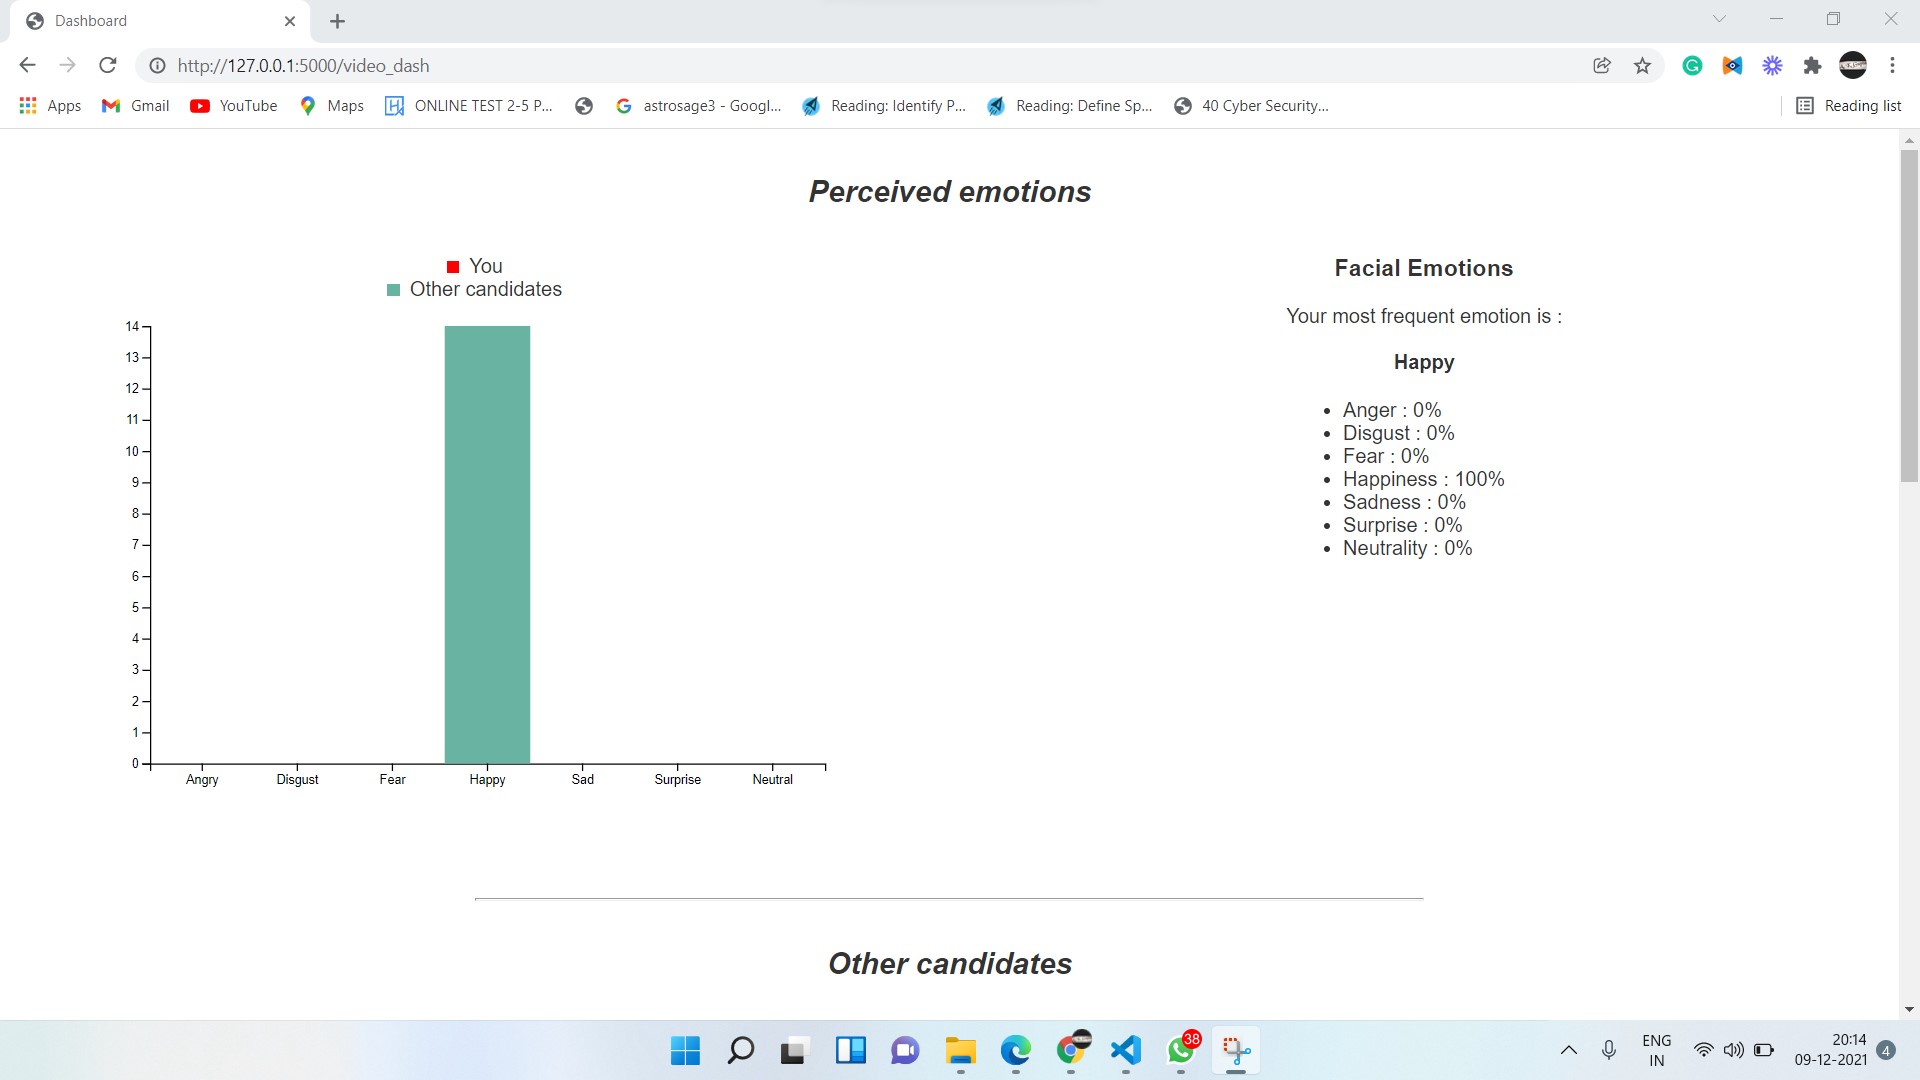 Dashboard
http://127.0.0.1:5000/video_dash
Apps Gmail YouTube Maps ONLINE TEST 2-5 P... astrosage3 - Googl... Reading: Identify P... Reading: Define Sp... 40 Cyber Security... Reading list
Perceived emotions
You
Other candidates
14
13
12
11
10
9
8
7
6
5
4
3
2
1
0
Angry Disgust Fear Happy Sad Surprise Neutral
Facial Emotions
Your most frequent emotion is :
Happy
• Anger : 0%
• Disgust : 0%
• Fear : 0%
• Happiness : 100%
• Sadness : 0%
• Surprise : 0%
• Neutrality : 0%
Other candidates
38
ENG
IN
20:14
09-12-2021
4